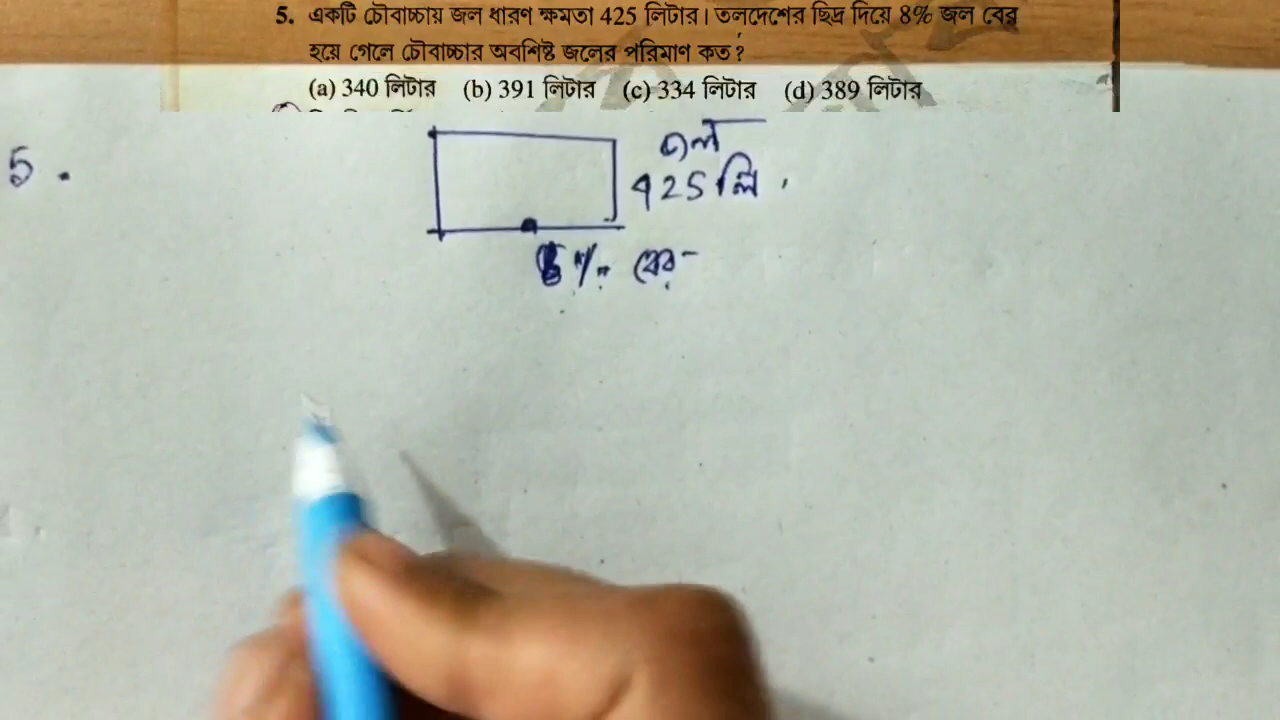 5. একটি চৌবাচ্চায় জল ধারণ ক্ষমতা 425 লিটার। তলদেশের ছিদ্র দিয়ে 8% জল বের
হয়ে গেলে চৌবাচ্চার অবশিষ্ট জলের পরিমাণ কত?
(a) 340 লিটার (b) 391 লিটার (c) 334 লিটার (d) 389 লিটার
5.
জল
425 লি.
% বের